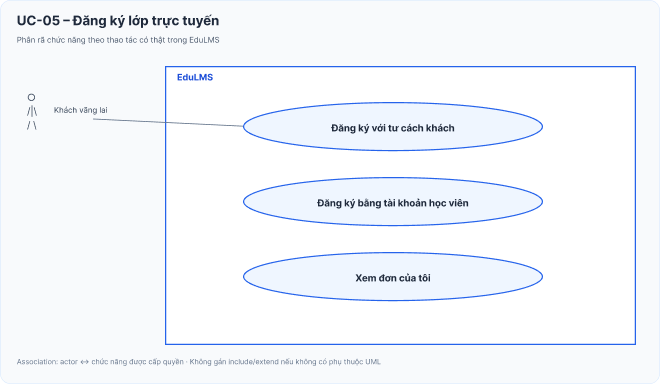 UC-05 – Đăng ký lớp trực tuyến
Phân rã chức năng theo thao tác có thật trong EduLMS
EduLMS
Khách vãng lai
Đăng ký với tư cách khách
Đăng ký bằng tài khoản học viên
Xem đơn của tôi
Association: actor ↔ chức năng được cấp quyền · Không gán include/extend nếu không có phụ thuộc UML